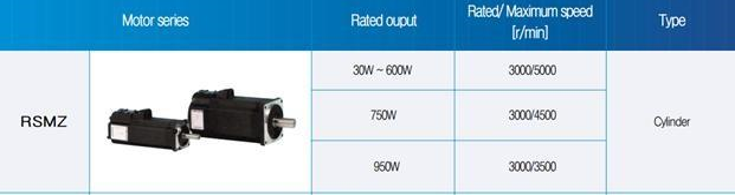 Motor series
Rated ouput
Rated/ Maximum speed
[r/min]
Type
RSMZ
30W ~ 600W
3000/5000
750W
3000/4500
950W
3000/3500
Cylinder